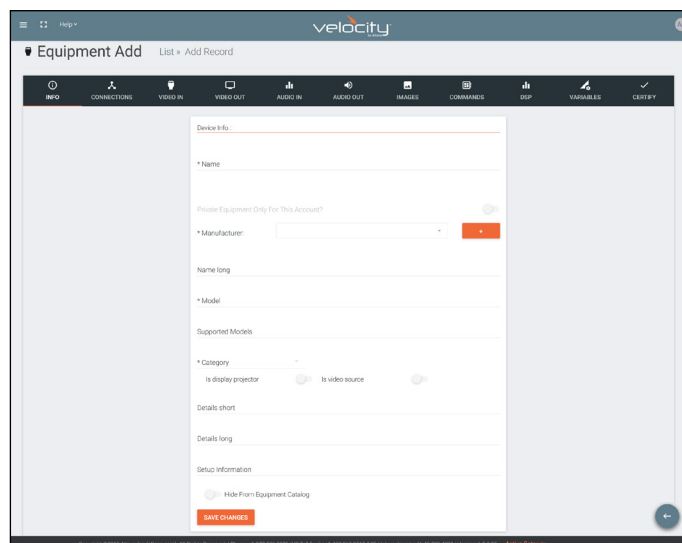 Help
velocity
Equipment Add List » Add Record
INFO CONNECTIONS VIDEO IN VIDEO OUT AUDIO IN AUDIO OUT IMAGES COMMANDS DSP VARIABLES CERTIFY
Device Info
* Name
Private Equipment Only For This Account?
* Manufacturer +
Name long
* Model
Supported Models
* Category
Is display projector Is video source
Details short
Details long
Setup Information
Hide From Equipment Catalog
SAVE CHANGES